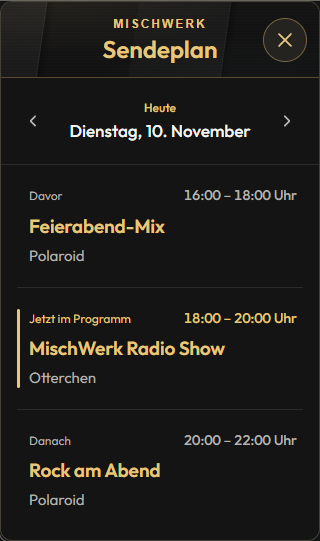 MISCHWERK
Sendeplan
Heute
Dienstag, 10. November
Davor 16:00 – 18:00 Uhr
Feierabend-Mix
Polaroid
Jetzt im Programm 18:00 – 20:00 Uhr
MischWerk Radio Show
Otterchen
Danach 20:00 – 22:00 Uhr
Rock am Abend
Polaroid